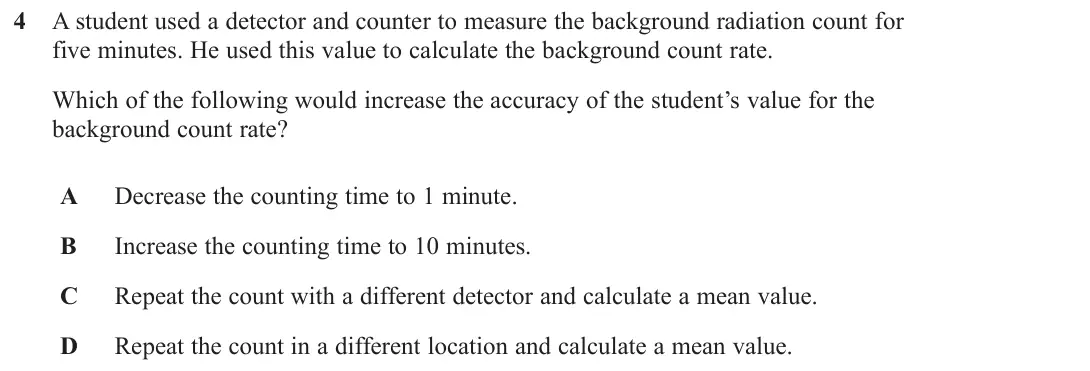 4 A student used a detector and counter to measure the background radiation count for
five minutes. He used this value to calculate the background count rate.
Which of the following would increase the accuracy of the student’s value for the
background count rate?
A Decrease the counting time to 1 minute.
B Increase the counting time to 10 minutes.
C Repeat the count with a different detector and calculate a mean value.
D Repeat the count in a different location and calculate a mean value.